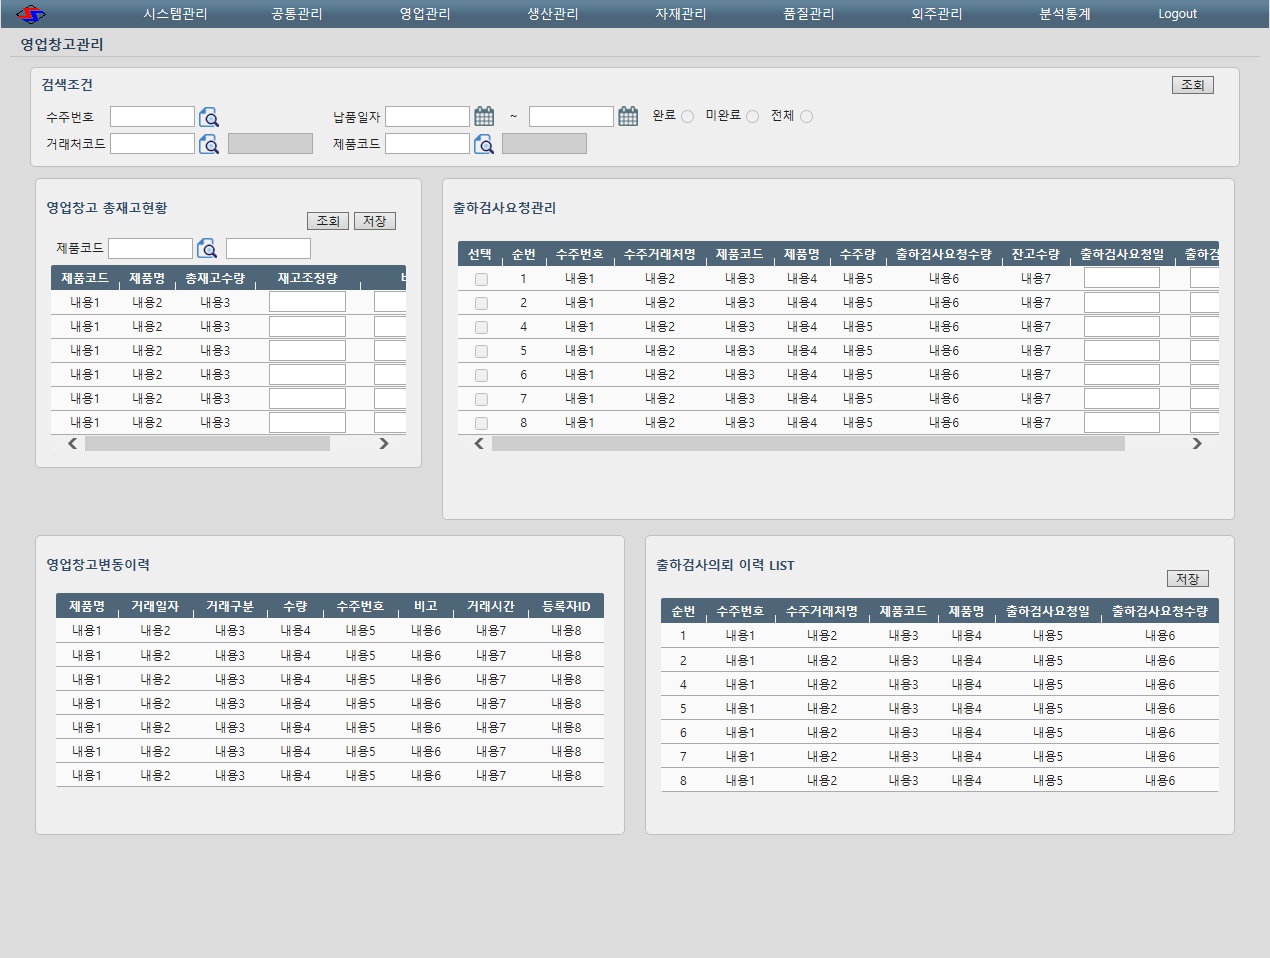 시스템관리 공통관리 영업관리 생산관리 자재관리 품질관리 외주관리 분석통계 Logout
영업창고관리
검색조건 조회
수주번호 납품일자 ~ 완료 미완료 전체
거래처코드 제품코드
영업창고 총재고현황
조회 저장
제품코드
제품코드 제품명 총재고수량 재고조정량
내용1 내용2 내용3
내용1 내용2 내용3
내용1 내용2 내용3
내용1 내용2 내용3
내용1 내용2 내용3
내용1 내용2 내용3
출하검사요청관리
선택 순번 수주번호 수주거래처명 제품코드 제품명 수주량 출하검사요청수량 잔고수량 출하검사요청일 출하검
1 내용1 내용2 내용3 내용4 내용5 내용6 내용7
2 내용1 내용2 내용3 내용4 내용5 내용6 내용7
4 내용1 내용2 내용3 내용4 내용5 내용6 내용7
5 내용1 내용2 내용3 내용4 내용5 내용6 내용7
6 내용1 내용2 내용3 내용4 내용5 내용6 내용7
7 내용1 내용2 내용3 내용4 내용5 내용6 내용7
8 내용1 내용2 내용3 내용4 내용5 내용6 내용7
영업창고변동이력
제품명 거래일자 거래구분 수량 수주번호 비고 거래시간 등록자ID
내용1 내용2 내용3 내용4 내용5 내용6 내용7 내용8
내용1 내용2 내용3 내용4 내용5 내용6 내용7 내용8
내용1 내용2 내용3 내용4 내용5 내용6 내용7 내용8
내용1 내용2 내용3 내용4 내용5 내용6 내용7 내용8
내용1 내용2 내용3 내용4 내용5 내용6 내용7 내용8
내용1 내용2 내용3 내용4 내용5 내용6 내용7 내용8
내용1 내용2 내용3 내용4 내용5 내용6 내용7 내용8
출하검사의뢰 이력 LIST
저장
순번 수주번호 수주거래처명 제품코드 제품명 출하검사요청일 출하검사요청수량
1 내용1 내용2 내용3 내용4 내용5 내용6
2 내용1 내용2 내용3 내용4 내용5 내용6
4 내용1 내용2 내용3 내용4 내용5 내용6
5 내용1 내용2 내용3 내용4 내용5 내용6
6 내용1 내용2 내용3 내용4 내용5 내용6
7 내용1 내용2 내용3 내용4 내용5 내용6
8 내용1 내용2 내용3 내용4 내용5 내용6